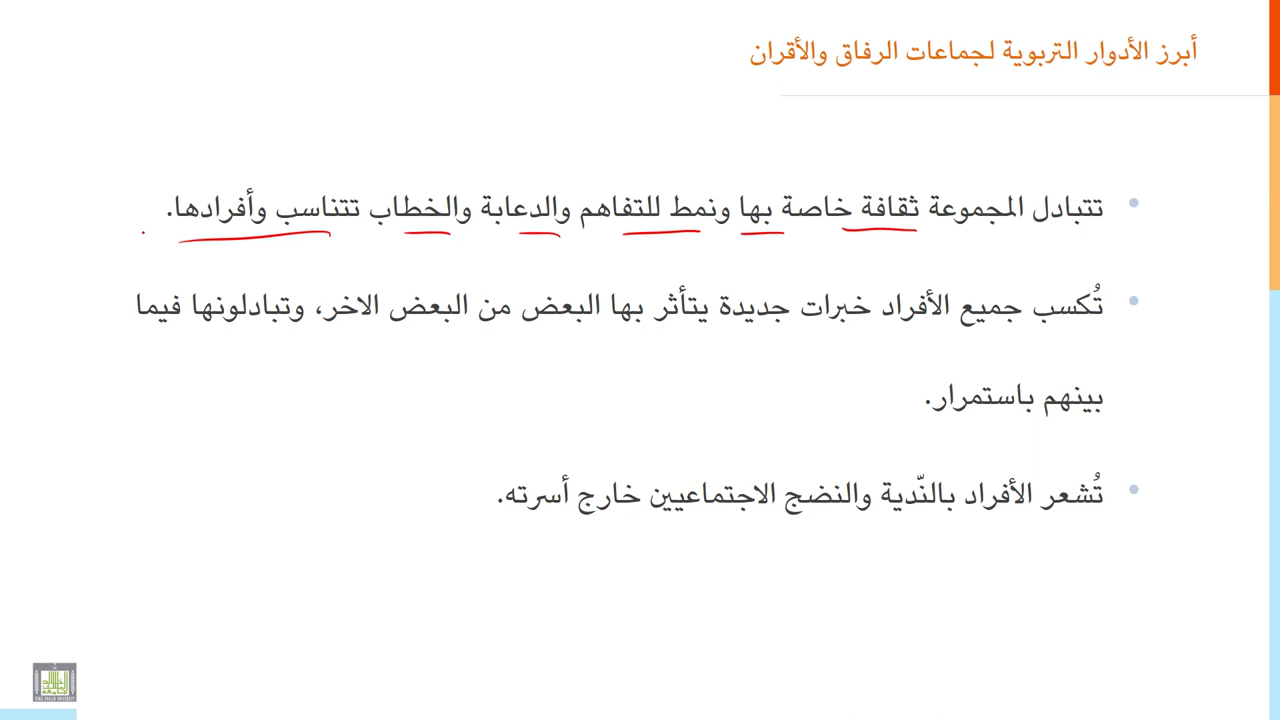 أبرز الأدوار التربوية لجماعات الرفاق والأقران
• تتبادل المجموعة ثقافة خاصة بها ونمط للتفاهم والدعابة والخطاب تتناسب وأفرادها.
• تُكسب جميع الأفراد خبرات جديدة يتأثر بها البعض من البعض الاخر، وتبادلونها فيما
بينهم باستمرار.
• تُشعر الأفراد بالنّدية والنضج الاجتماعيين خارج أسرته.